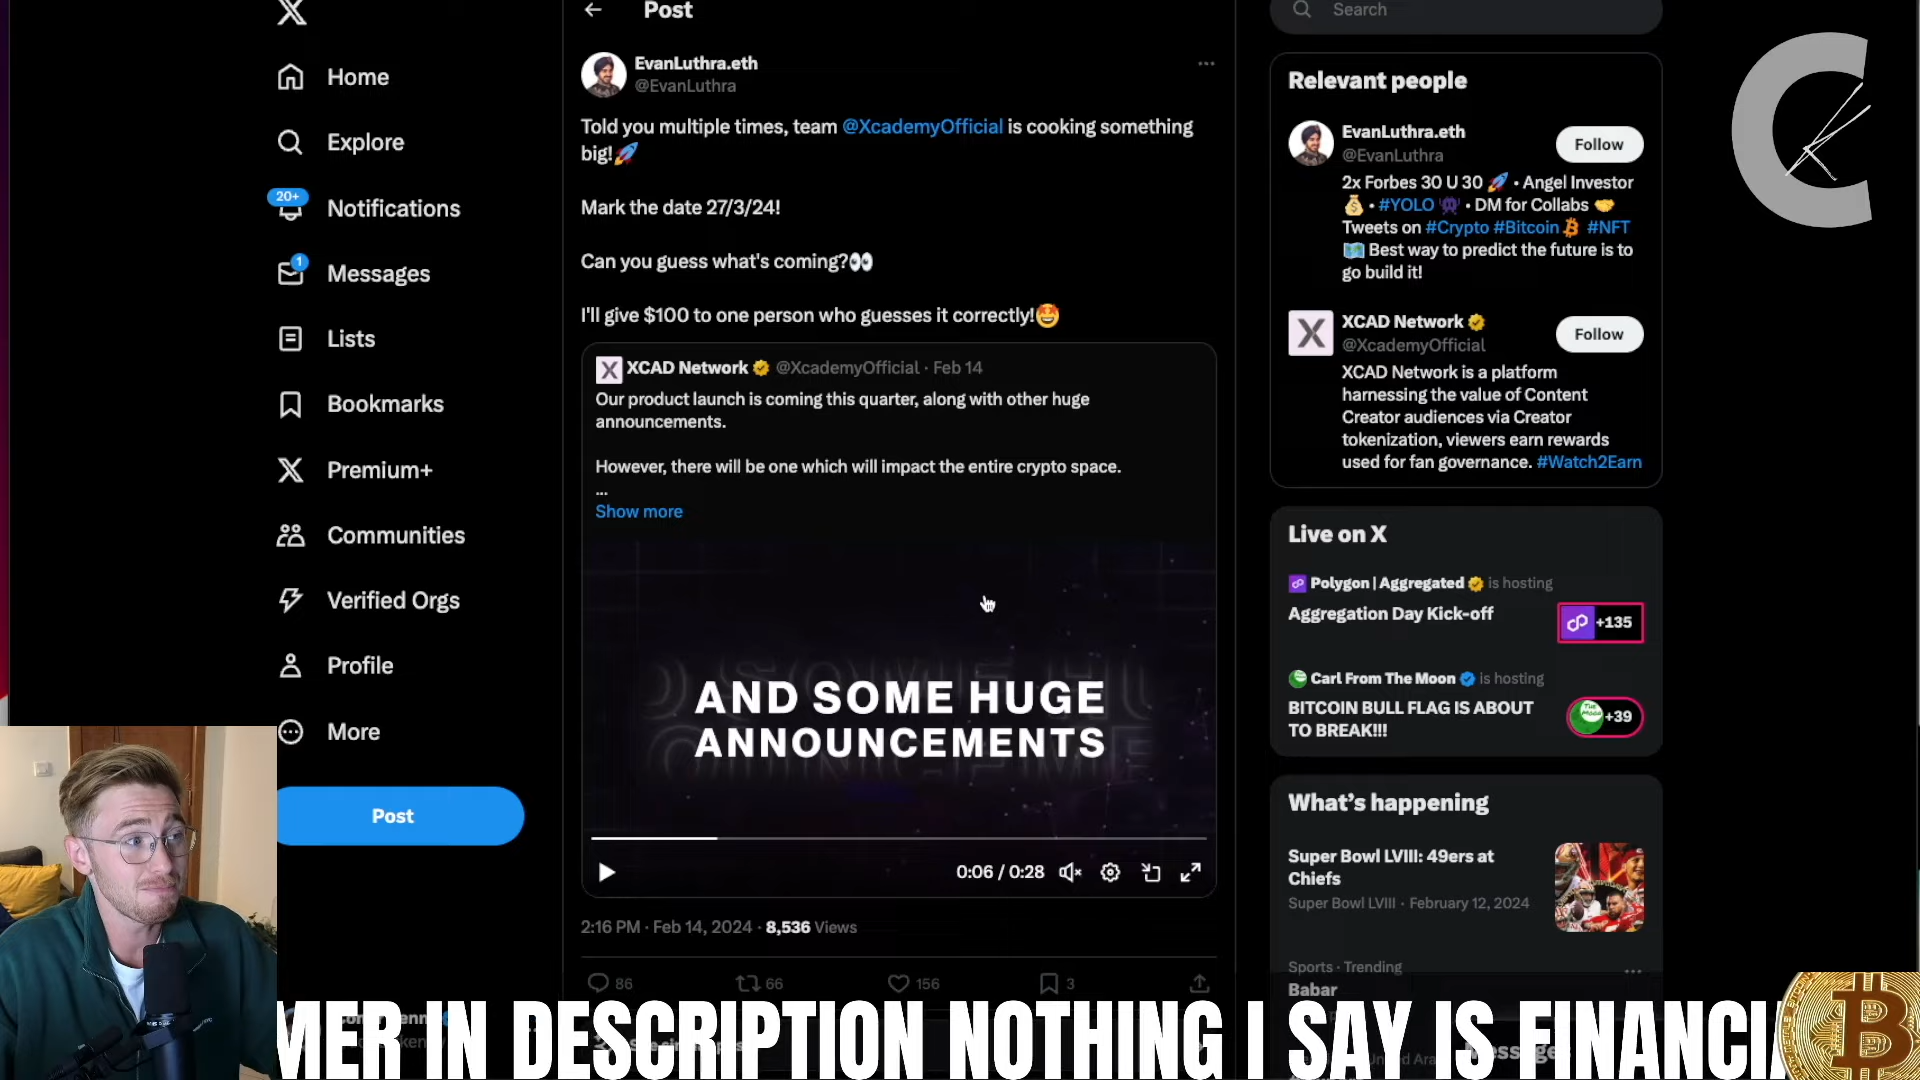 Home
Explore
20+
Notifications
1
Messages
Lists
Bookmarks
Premium+
Communities
Verified Orgs
Profile
More
Post
Post
EvanLuthra.eth
@EvanLuthra
Told you multiple times, team @XcademyOfficial is cooking something
big!🚀
Mark the date 27/3/24!
Can you guess what's coming?👀
I'll give $100 to one person who guesses it correctly!🤩
XCAD Network @XcademyOfficial · Feb 14
Our product launch is coming this quarter, along with other huge
announcements.
However, there will be one which will impact the entire crypto space.
...
Show more
AND SOME HUGE
ANNOUNCEMENTS
0:06 / 0:28
2:16 PM · Feb 14, 2024 · 8,536 Views
86
66
156
3
Search
Relevant people
EvanLuthra.eth
@EvanLuthra
Follow
2x Forbes 30 U 30 🚀 • Angel Investor
💰 • #YOLO • DM for Collabs 🤝
Tweets on #Crypto #Bitcoin #NFT
🗺️ Best way to predict the future is to
go build it!
XCAD Network
@XcademyOfficial
Follow
XCAD Network is a platform
harnessing the value of Content
Creator audiences via Creator
tokenization, viewers earn rewards
used for fan governance. #Watch2Earn
Live on X
Polygon | Aggregated is hosting
Aggregation Day Kick-off
+135
Carl From The Moon is hosting
BITCOIN BULL FLAG IS ABOUT
TO BREAK!!!
+39
What's happening
Super Bowl LVIII: 49ers at
Chiefs
Super Bowl LVIII · February 12, 2024
Sports · Trending
Babar
Messages
MER IN DESCRIPTION NOTHING I SAY IS FINANCI